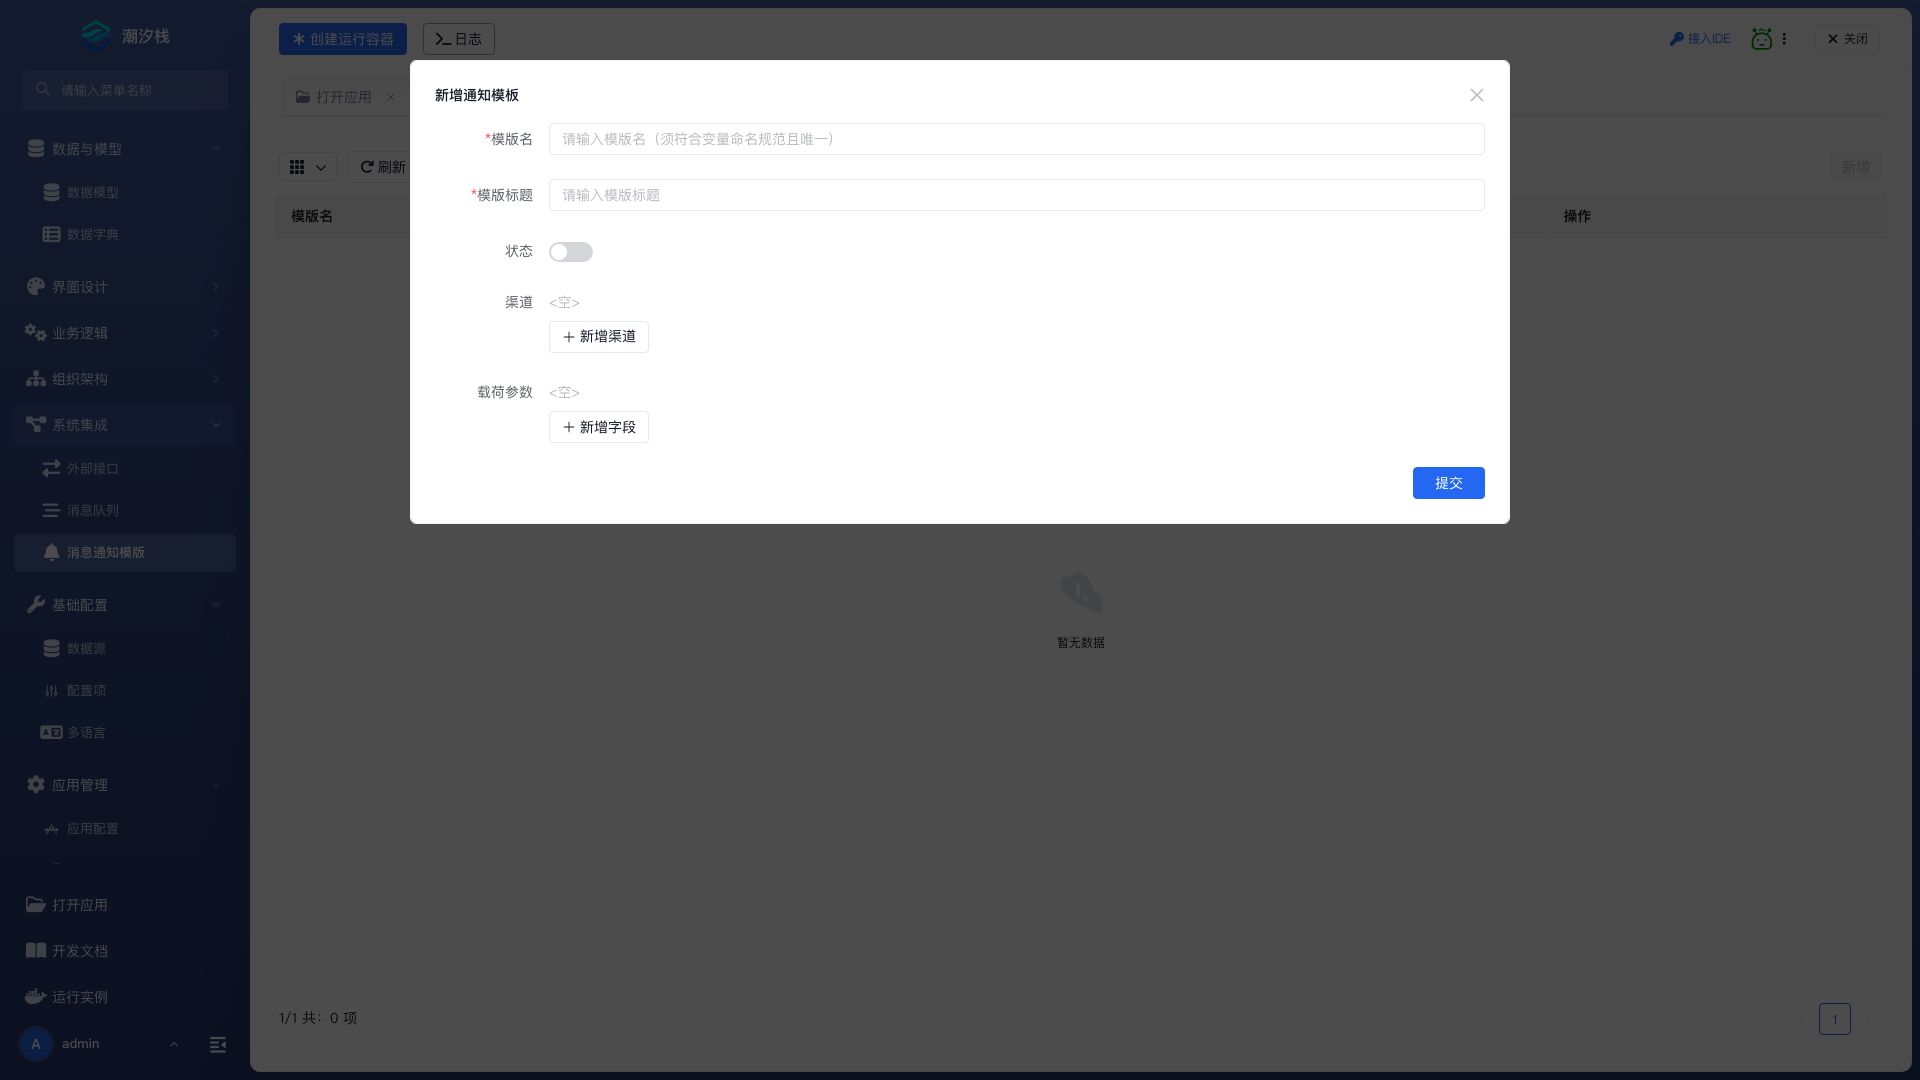 潮汐栈
请输入菜单名称
数据与模型
数据模型
数据字典
界面设计
业务逻辑
组织架构
系统集成
外部接口
消息队列
消息通知模版
基础配置
数据源
配置项
多语言
应用管理
应用配置
打开应用
开发文档
运行实例
A admin
创建运行容器 日志 接入IDE 关闭
打开应用
刷新 新增
模版名 操作
新增通知模板
*模版名 请输入模版名（须符合变量命名规范且唯一）
*模版标题 请输入模版标题
状态
渠道 <空>
新增渠道
载荷参数 <空>
新增字段
提交
暂无数据
1/1 共：0 项 1